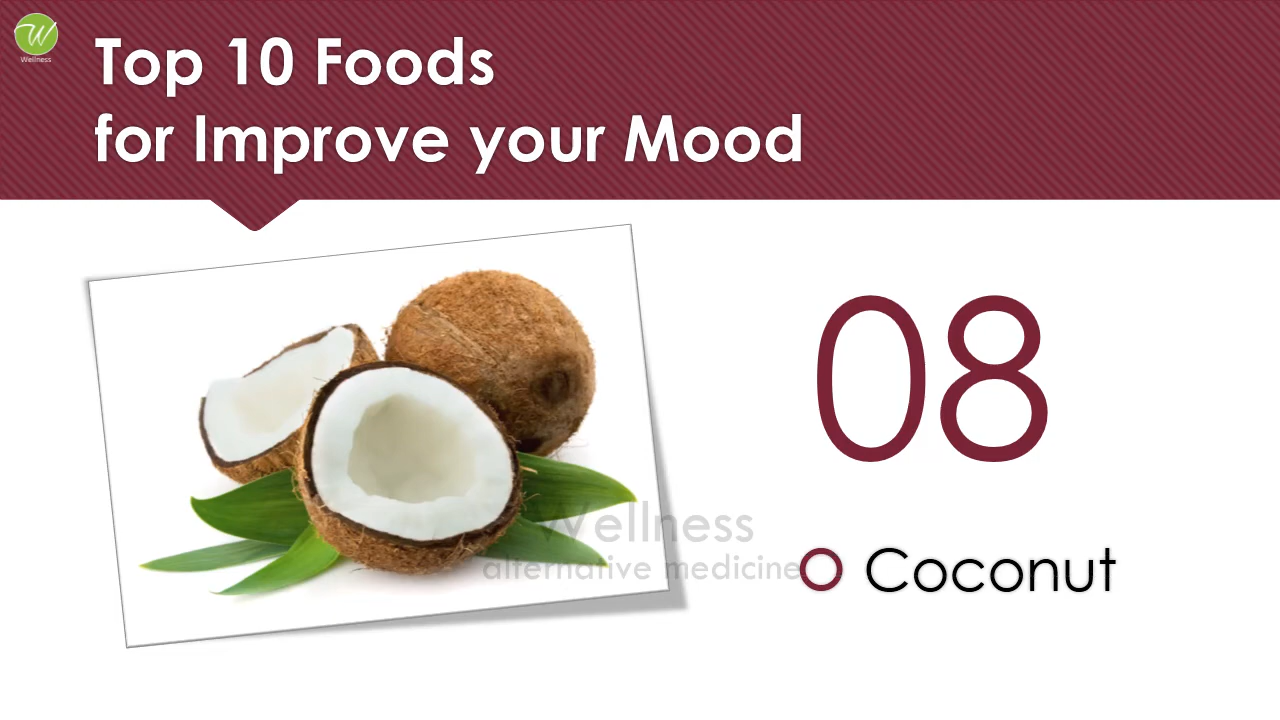 W
Wellness
Top 10 Foods
for Improve your Mood
08
Wellness
alternative medicine
Coconut